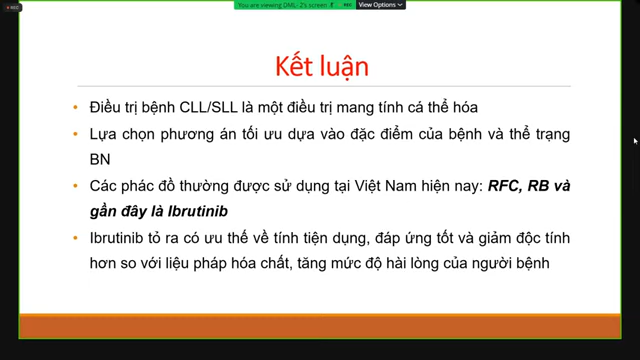 REC
You are viewing DML- 2's screen
REC
View Options
Kết luận
• Điều trị bệnh CLL/SLL là một điều trị mang tính cá thể hóa
• Lựa chọn phương án tối ưu dựa vào đặc điểm của bệnh và thể trạng
BN
• Các phác đồ thường được sử dụng tại Việt Nam hiện nay: RFC, RB và
gần đây là Ibrutinib
• Ibrutinib tỏ ra có ưu thế về tính tiện dụng, đáp ứng tốt và giảm độc tính
hơn so với liệu pháp hóa chất, tăng mức độ hài lòng của người bệnh